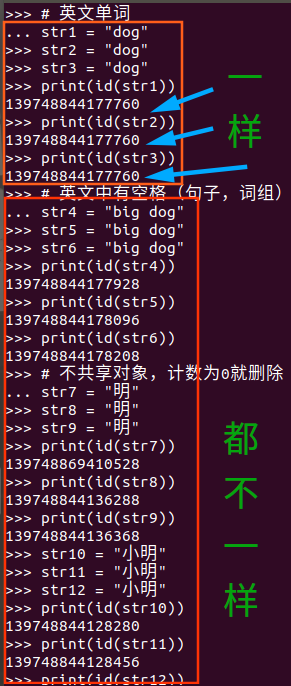 >>> # 英文单词
... str1 = "dog"
>>> str2 = "dog"
>>> str3 = "dog"
>>> print(id(str1))
139748844177760
>>> print(id(str2))
139748844177760
>>> print(id(str3))
139748844177760
一样
>>> # 英文中有空格（句子，词组）
... str4 = "big dog"
>>> str5 = "big dog"
>>> str6 = "big dog"
>>> print(id(str4))
139748844177928
>>> print(id(str5))
139748844178096
>>> print(id(str6))
139748844178208
>>> # 不共享对象，计数为0就删除
... str7 = "明"
>>> str8 = "明"
>>> str9 = "明"
>>> print(id(str7))
139748869410528
>>> print(id(str8))
139748844136288
>>> print(id(str9))
139748844136368
>>> str10 = "小明"
>>> str11 = "小明"
>>> str12 = "小明"
>>> print(id(str10))
139748844128280
>>> print(id(str11))
139748844128456
>>> print(id(str12))
都不一样